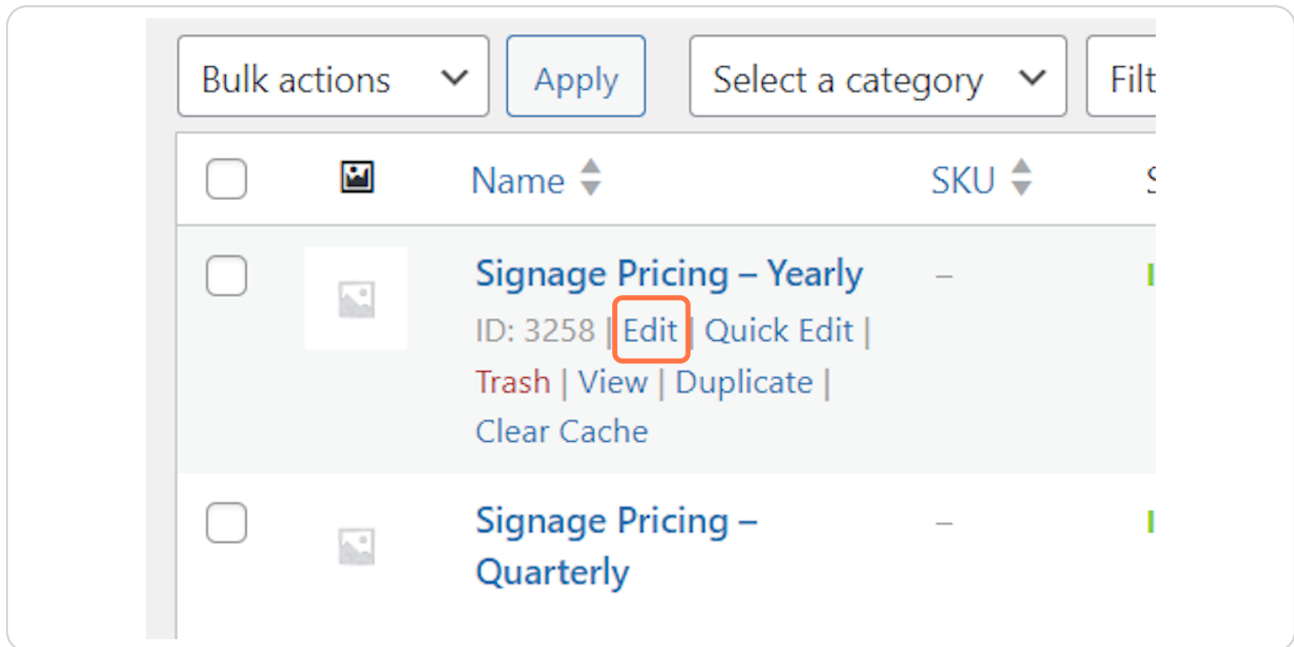 Bulk actions Apply Select a category Filt
Name SKU
Signage Pricing – Yearly –
ID: 3258 | Edit | Quick Edit |
Trash | View | Duplicate |
Clear Cache
Signage Pricing – –
Quarterly